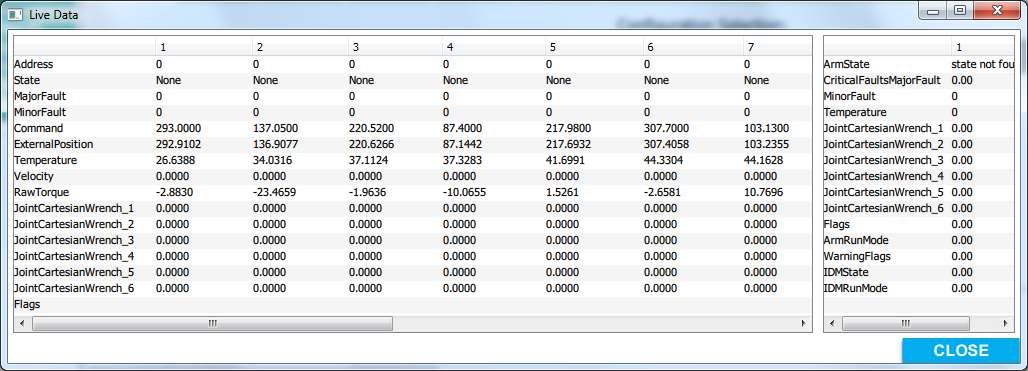 Live Data
Configuration Selection:
1 2 3 4 5 6 7
Address 0 0 0 0 0 0 0
State None None None None None None None
MajorFault 0 0 0 0 0 0 0
MinorFault 0 0 0 0 0 0 0
Command 293.0000 137.0500 220.5200 87.4000 217.9800 307.7000 103.1300
ExternalPosition 292.9102 136.9077 220.6266 87.1442 217.6932 307.4058 103.2355
Temperature 26.6388 34.0316 37.1124 37.3283 41.6991 44.3304 44.1628
Velocity 0.0000 0.0000 0.0000 0.0000 0.0000 0.0000 0.0000
RawTorque -2.8830 -23.4659 -1.9636 -10.0655 1.5261 -2.6581 10.7696
JointCartesianWrench_1 0.0000 0.0000 0.0000 0.0000 0.0000 0.0000 0.0000
JointCartesianWrench_2 0.0000 0.0000 0.0000 0.0000 0.0000 0.0000 0.0000
JointCartesianWrench_3 0.0000 0.0000 0.0000 0.0000 0.0000 0.0000 0.0000
JointCartesianWrench_4 0.0000 0.0000 0.0000 0.0000 0.0000 0.0000 0.0000
JointCartesianWrench_5 0.0000 0.0000 0.0000 0.0000 0.0000 0.0000 0.0000
JointCartesianWrench_6 0.0000 0.0000 0.0000 0.0000 0.0000 0.0000 0.0000
Flags
1
ArmState state not fou
CriticalFaultsMajorFault 0.00
MinorFault 0
Temperature 0
JointCartesianWrench_1 0.00
JointCartesianWrench_2 0.00
JointCartesianWrench_3 0.00
JointCartesianWrench_4 0.00
JointCartesianWrench_5 0.00
JointCartesianWrench_6 0.00
Flags 0.00
ArmRunMode 0.00
WarningFlags 0.00
IDMState 0.00
IDMRunMode 0.00
CLOSE